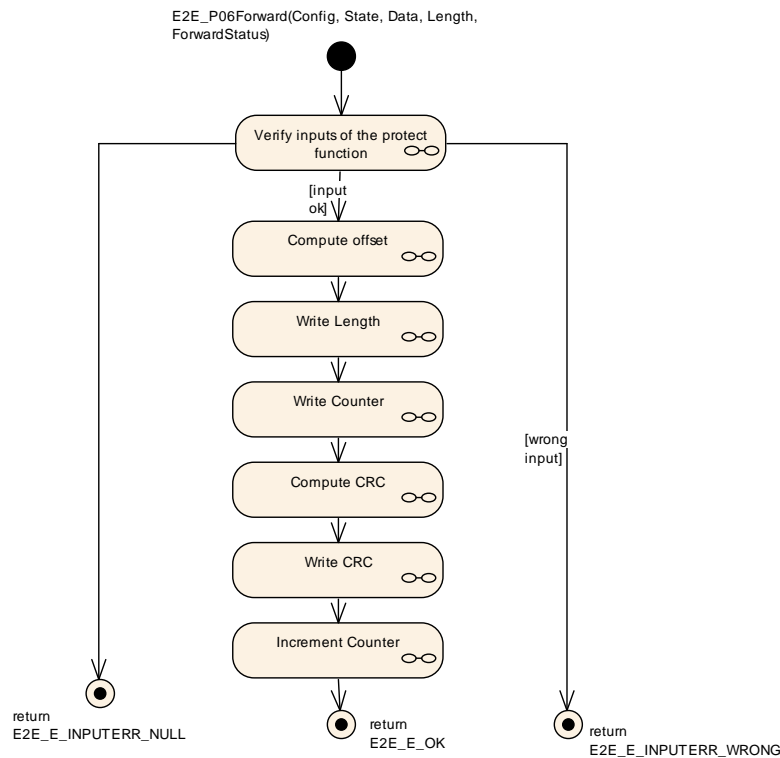 E2E_P06Forward(Config, State, Data, Length,
ForwardStatus)
Verify inputs of the protect
function
[input
ok]
Compute offset
Write Length
Write Counter
[wrong
input]
Compute CRC
Write CRC
Increment Counter
return
E2E_E_INPUTERR_NULL
return
E2E_E_OK
return
E2E_E_INPUTERR_WRONG